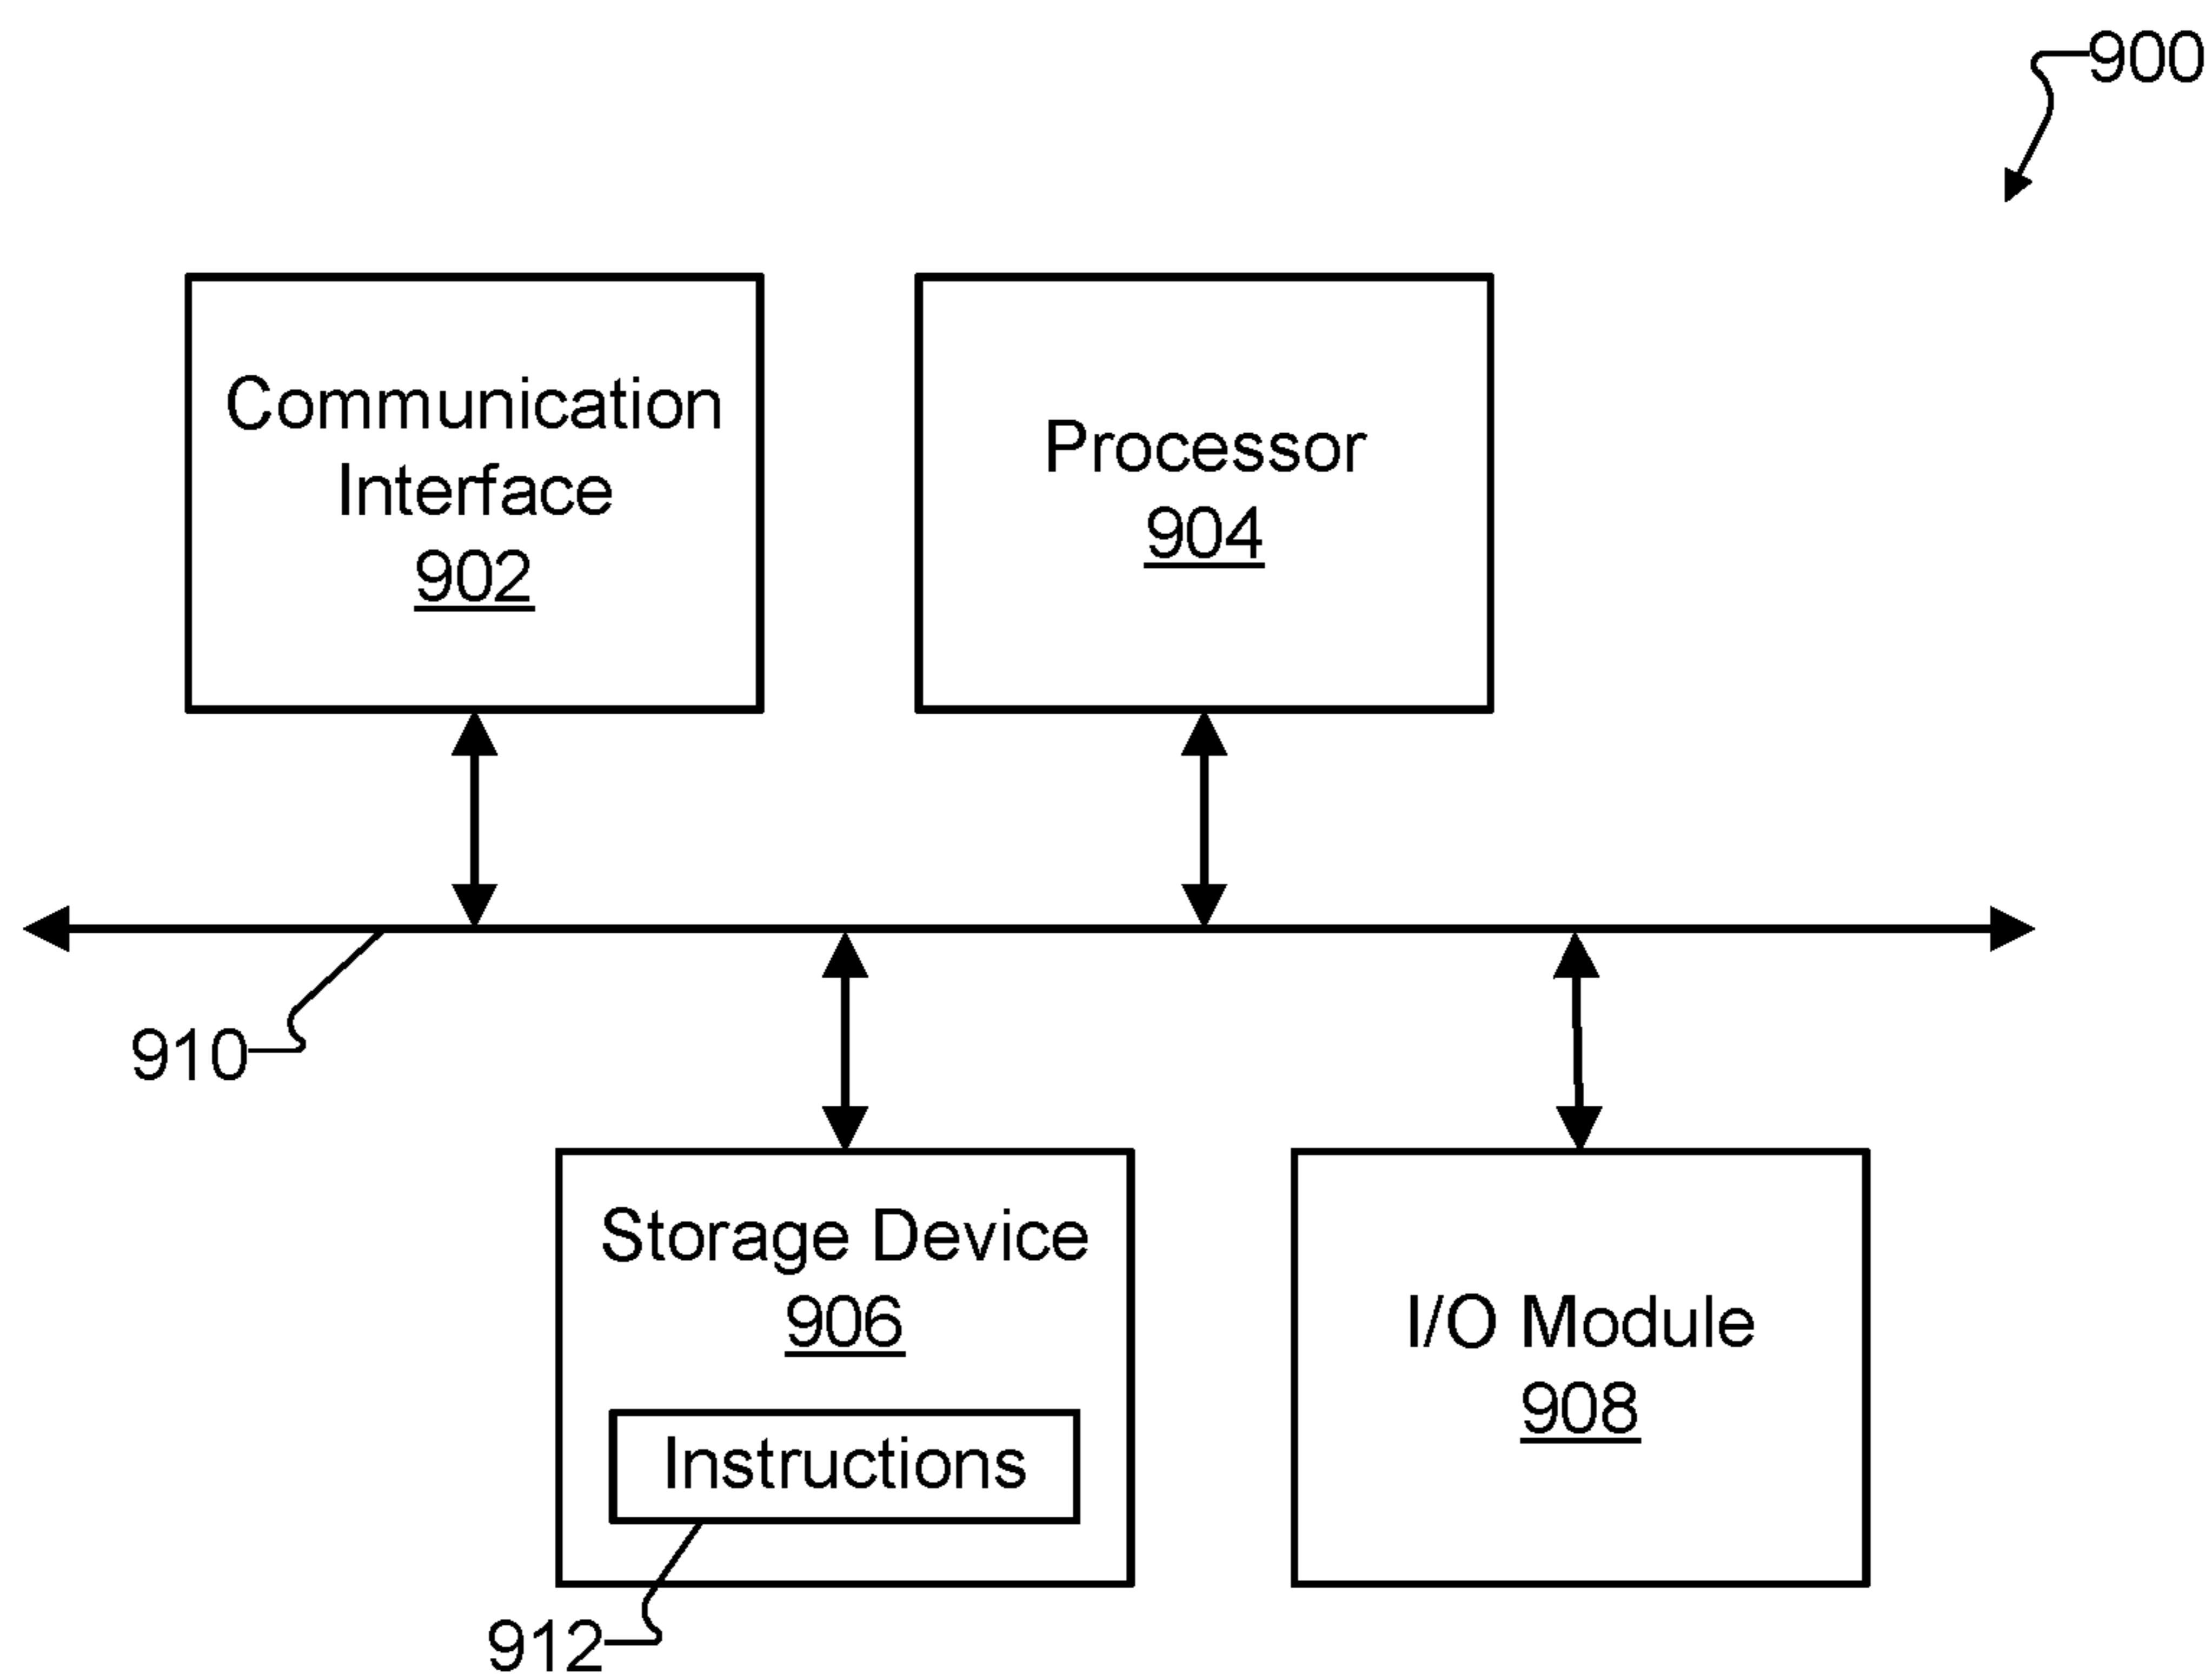 900
Communication
Interface
902
Processor
904
910
Storage Device
906
Instructions
912
I/O Module
908